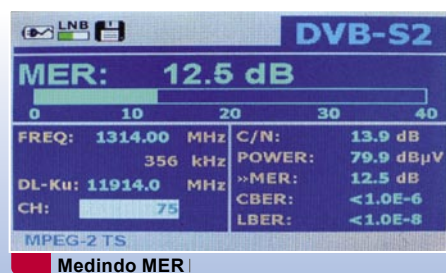 LNB DVB-S2
MER: 12.5 dB
0 10 20 30 40
FREQ: 1314.00 MHz
356 kHz
DL-Ku: 11914.0 MHz
CH: 75
C/N: 13.9 dB
POWER: 79.9 dBµV
»MER: 12.5 dB
CBER: <1.0E-6
LBER: <1.0E-8
MPEG-2 TS
Medindo MER